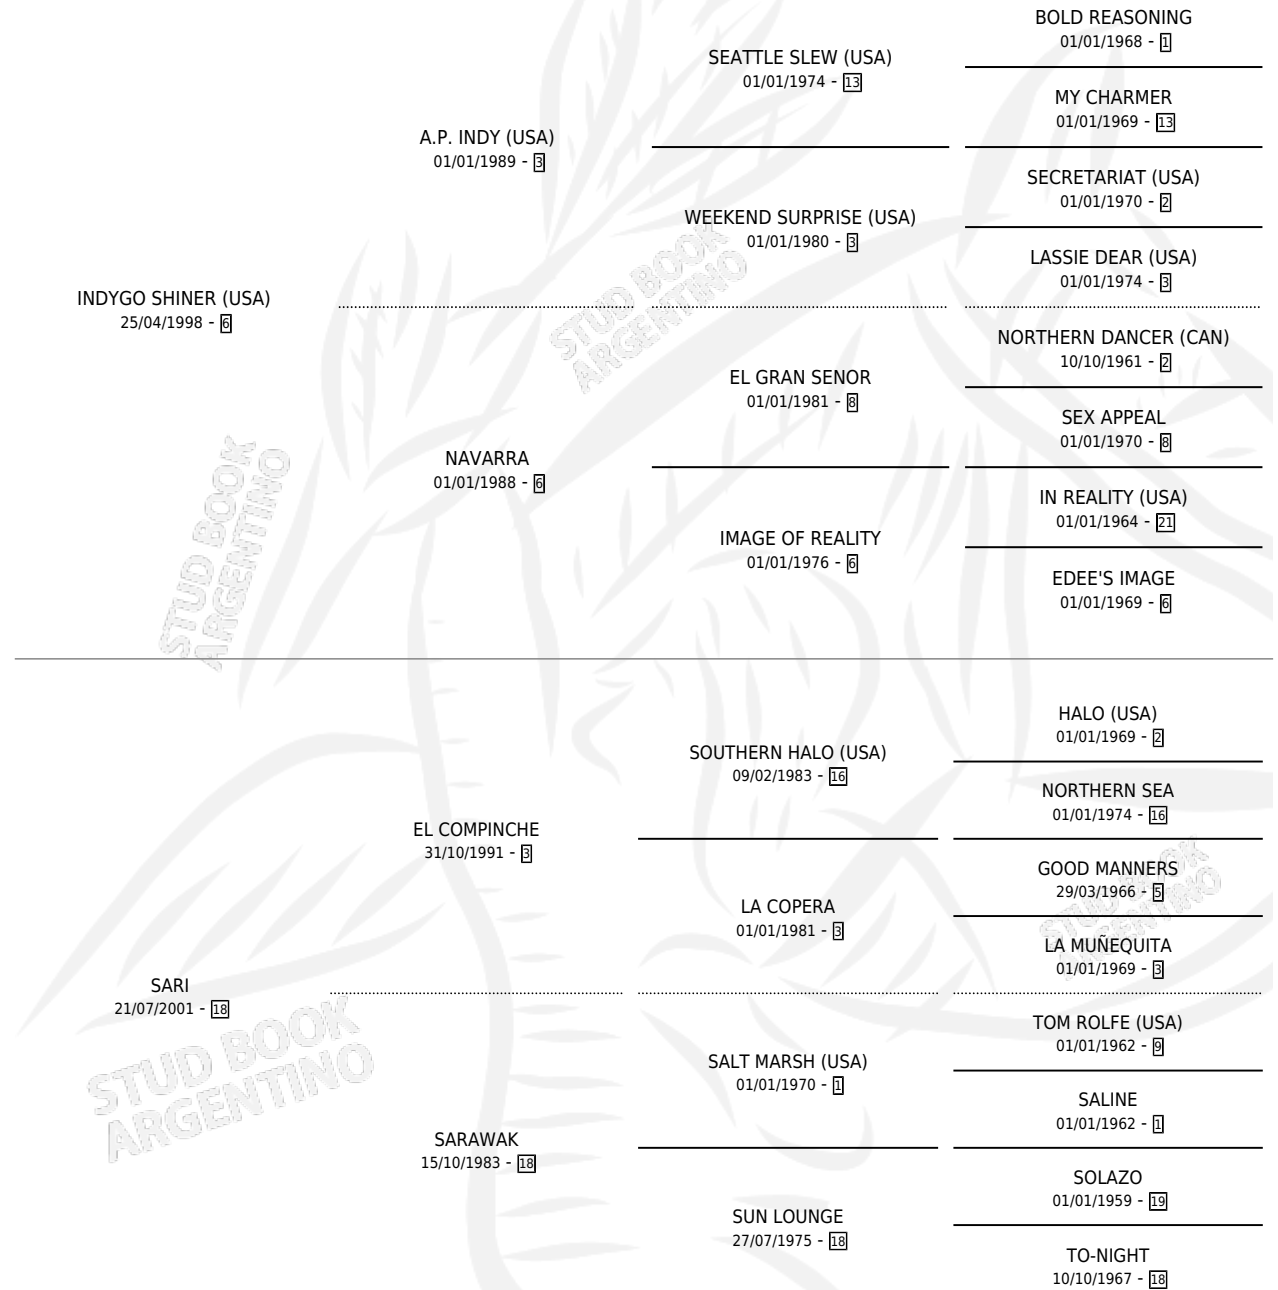 BOLD REASONING
01/01/1968 - 1
SEATTLE SLEW (USA)
01/01/1974 - 13
MY CHARMER
01/01/1969 - 13
A.P. INDY (USA)
01/01/1989 - 3
SECRETARIAT (USA)
01/01/1970 - 2
WEEKEND SURPRISE (USA)
01/01/1980 - 3
LASSIE DEAR (USA)
01/01/1974 - 3
INDYGO SHINER (USA)
25/04/1998 - 6
STUD BOOK
ARGENTINO
NORTHERN DANCER (CAN)
10/10/1961 - 2
EL GRAN SENOR
01/01/1981 - 8
SEX APPEAL
01/01/1970 - 8
NAVARRA
01/01/1988 - 6
IN REALITY (USA)
01/01/1964 - 21
IMAGE OF REALITY
01/01/1976 - 6
EDEE'S IMAGE
01/01/1969 - 6
STUD BOOK
ARGENTINO
HALO (USA)
01/01/1969 - 2
SOUTHERN HALO (USA)
09/02/1983 - 16
NORTHERN SEA
01/01/1974 - 16
EL COMPINCHE
31/10/1991 - 3
GOOD MANNERS
29/03/1966 - 5
LA COPERA
01/01/1981 - 3
LA MUÑEQUITA
01/01/1969 - 3
STUD BOOK
ARGENTINO
SARI
21/07/2001 - 18
TOM ROLFE (USA)
01/01/1962 - 9
SALT MARSH (USA)
01/01/1970 - 1
SALINE
01/01/1962 - 1
STUD BOOK
ARGENTINO
SARAWAK
15/10/1983 - 18
SOLAZO
01/01/1959 - 19
SUN LOUNGE
27/07/1975 - 18
TO-NIGHT
10/10/1967 - 18